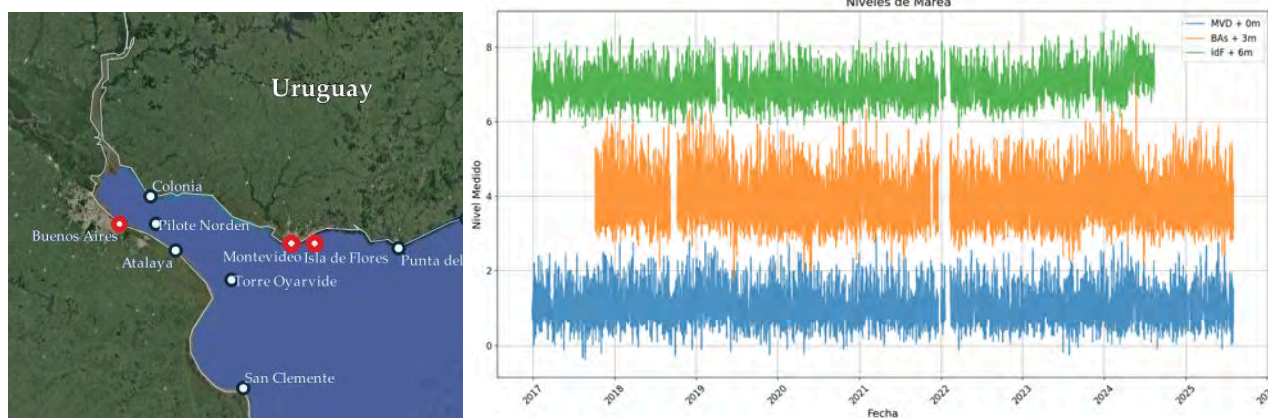 Uruguay
Colonia
Pilote Norden
Buenos Aires
Atalaya
Montevideo
Isla de Flores
Punta del
Torre Oyarvide
San Clemente
Niveles de Marea
MVD + 0m
BAs + 3m
IdF + 6m
Nivel Medido
8
6
4
2
0
2017
2018
2019
2020
2021
2022
2023
2024
2025
Fecha